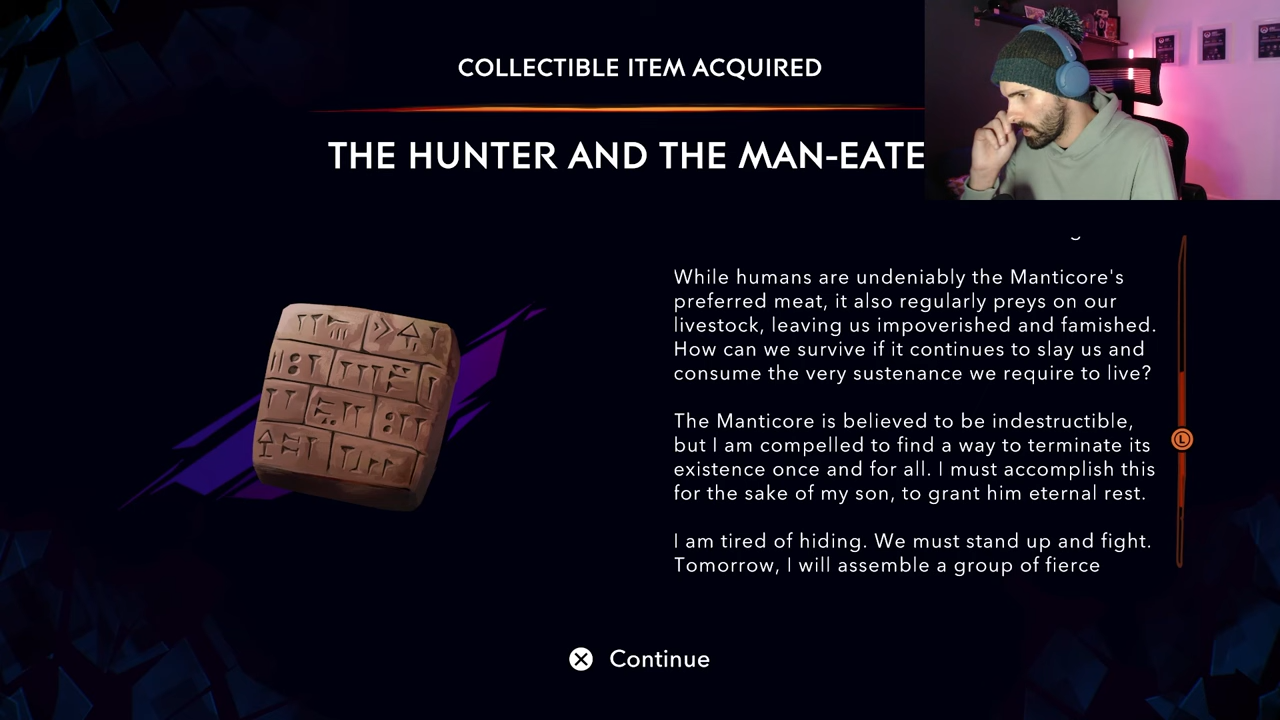 COLLECTIBLE ITEM ACQUIRED
THE HUNTER AND THE MAN-EATE
While humans are undeniably the Manticore's
preferred meat, it also regularly preys on our
livestock, leaving us impoverished and famished.
How can we survive if it continues to slay us and
consume the very sustenance we require to live?
The Manticore is believed to be indestructible,
but I am compelled to find a way to terminate its
existence once and for all. I must accomplish this
for the sake of my son, to grant him eternal rest.
I am tired of hiding. We must stand up and fight.
Tomorrow, I will assemble a group of fierce
L
Continue